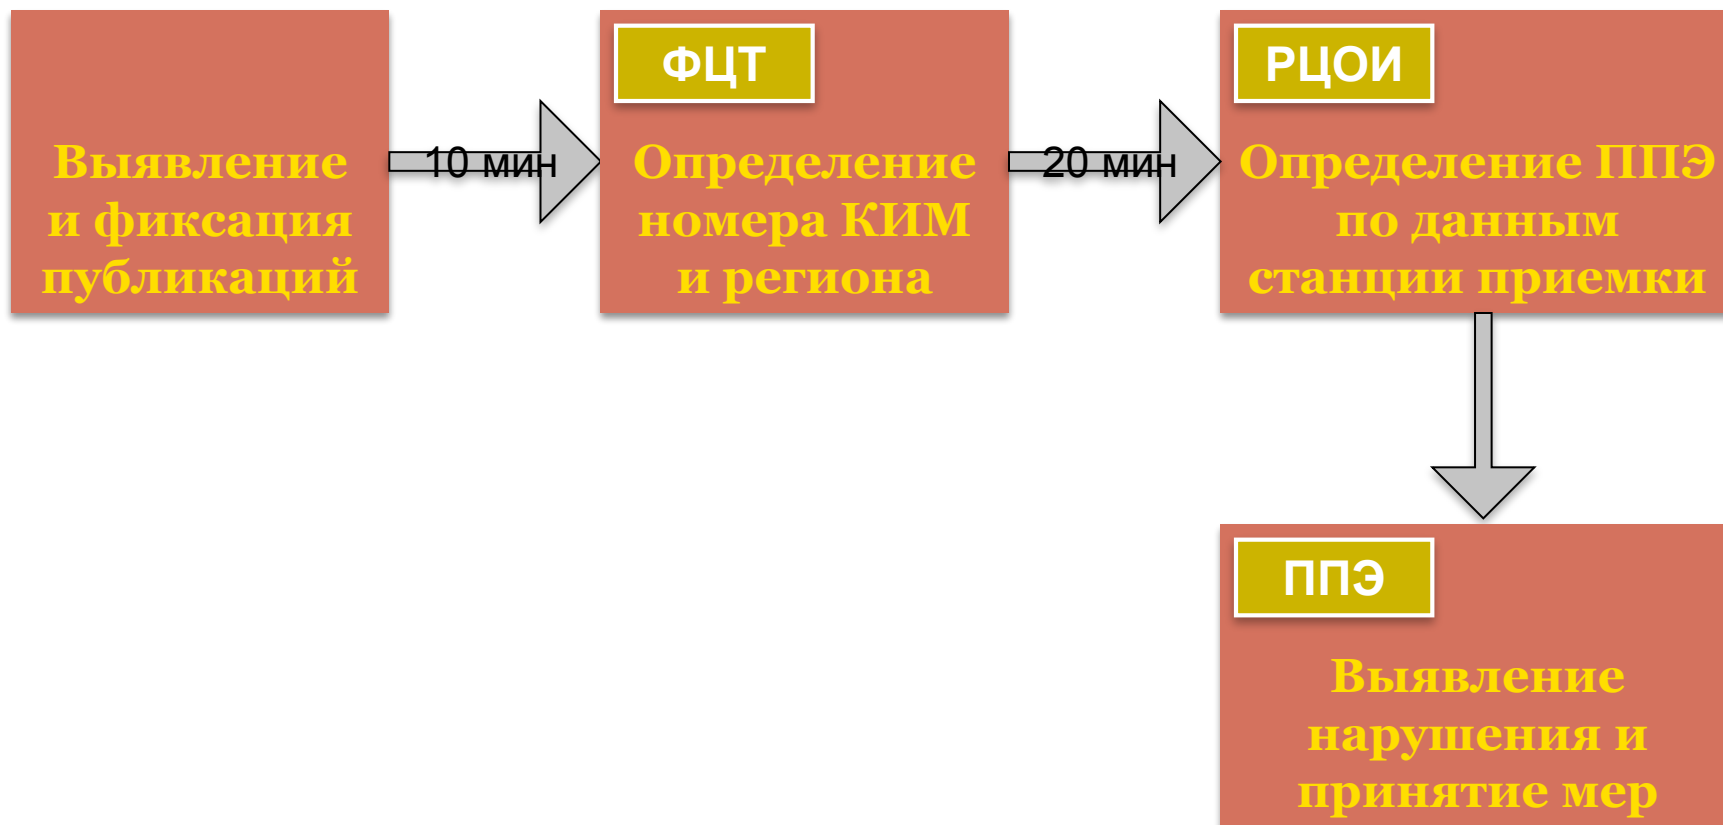 Выявление
и фиксация
публикаций
10 мин
ФЦТ
Определение
номера КИМ
и региона
20 мин
РЦОИ
Определение ППЭ
по данным
станции приемки
ППЭ
Выявление
нарушения и
принятие мер